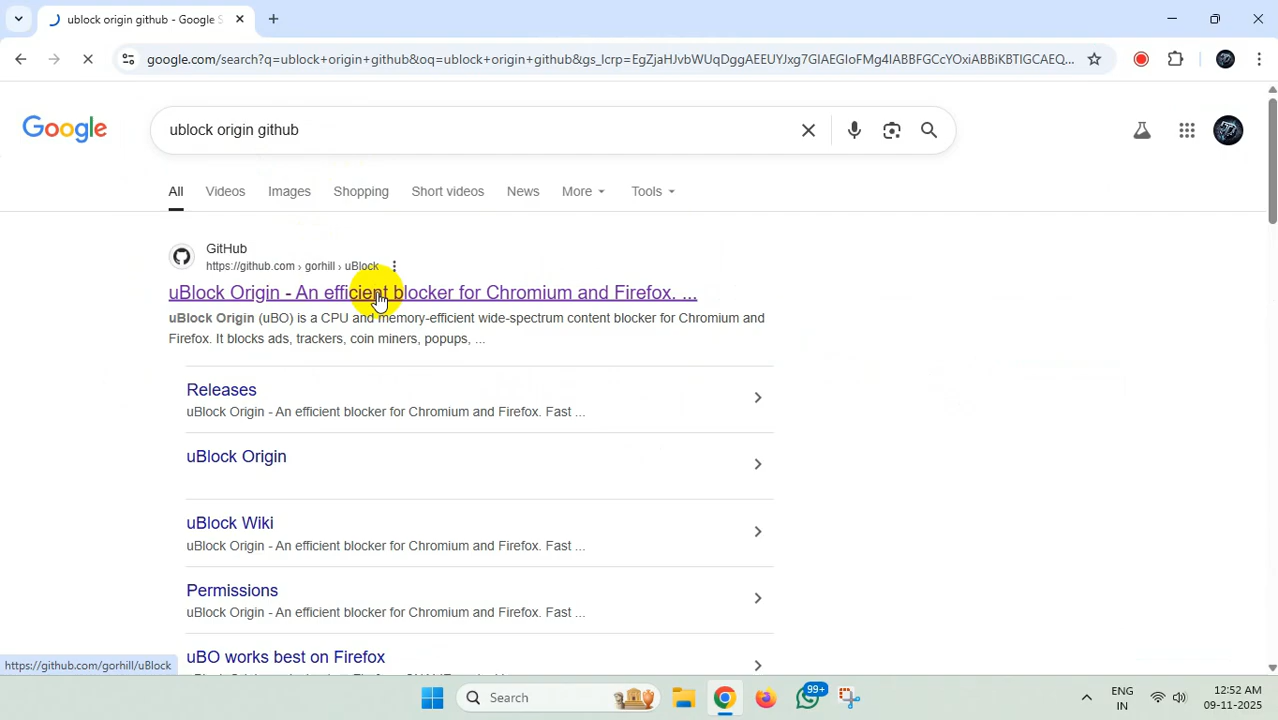 ublock origin github - Google S
google.com/search?q=ublock+origin+github&oq=ublock+origin+github&gs_lcrp=EgZjaHJvbWUqDggAEEUYJxg7GIAEGIoFMg4IABBFGCcYOxiABBiKBTIGCAEQ...
Google
ublock origin github
All
Videos
Images
Shopping
Short videos
News
More
Tools
GitHub
https://github.com › gorhill › uBlock
uBlock Origin - An efficient blocker for Chromium and Firefox. ...
uBlock Origin (uBO) is a CPU and memory-efficient wide-spectrum content blocker for Chromium and
Firefox. It blocks ads, trackers, coin miners, popups, ...
Releases
uBlock Origin - An efficient blocker for Chromium and Firefox. Fast ...
uBlock Origin
uBlock Wiki
uBlock Origin - An efficient blocker for Chromium and Firefox. Fast ...
Permissions
uBlock Origin - An efficient blocker for Chromium and Firefox. Fast ...
uBO works best on Firefox
https://github.com/gorhill/uBlock
Search
99+
ENG
IN
12:52 AM
09-11-2025